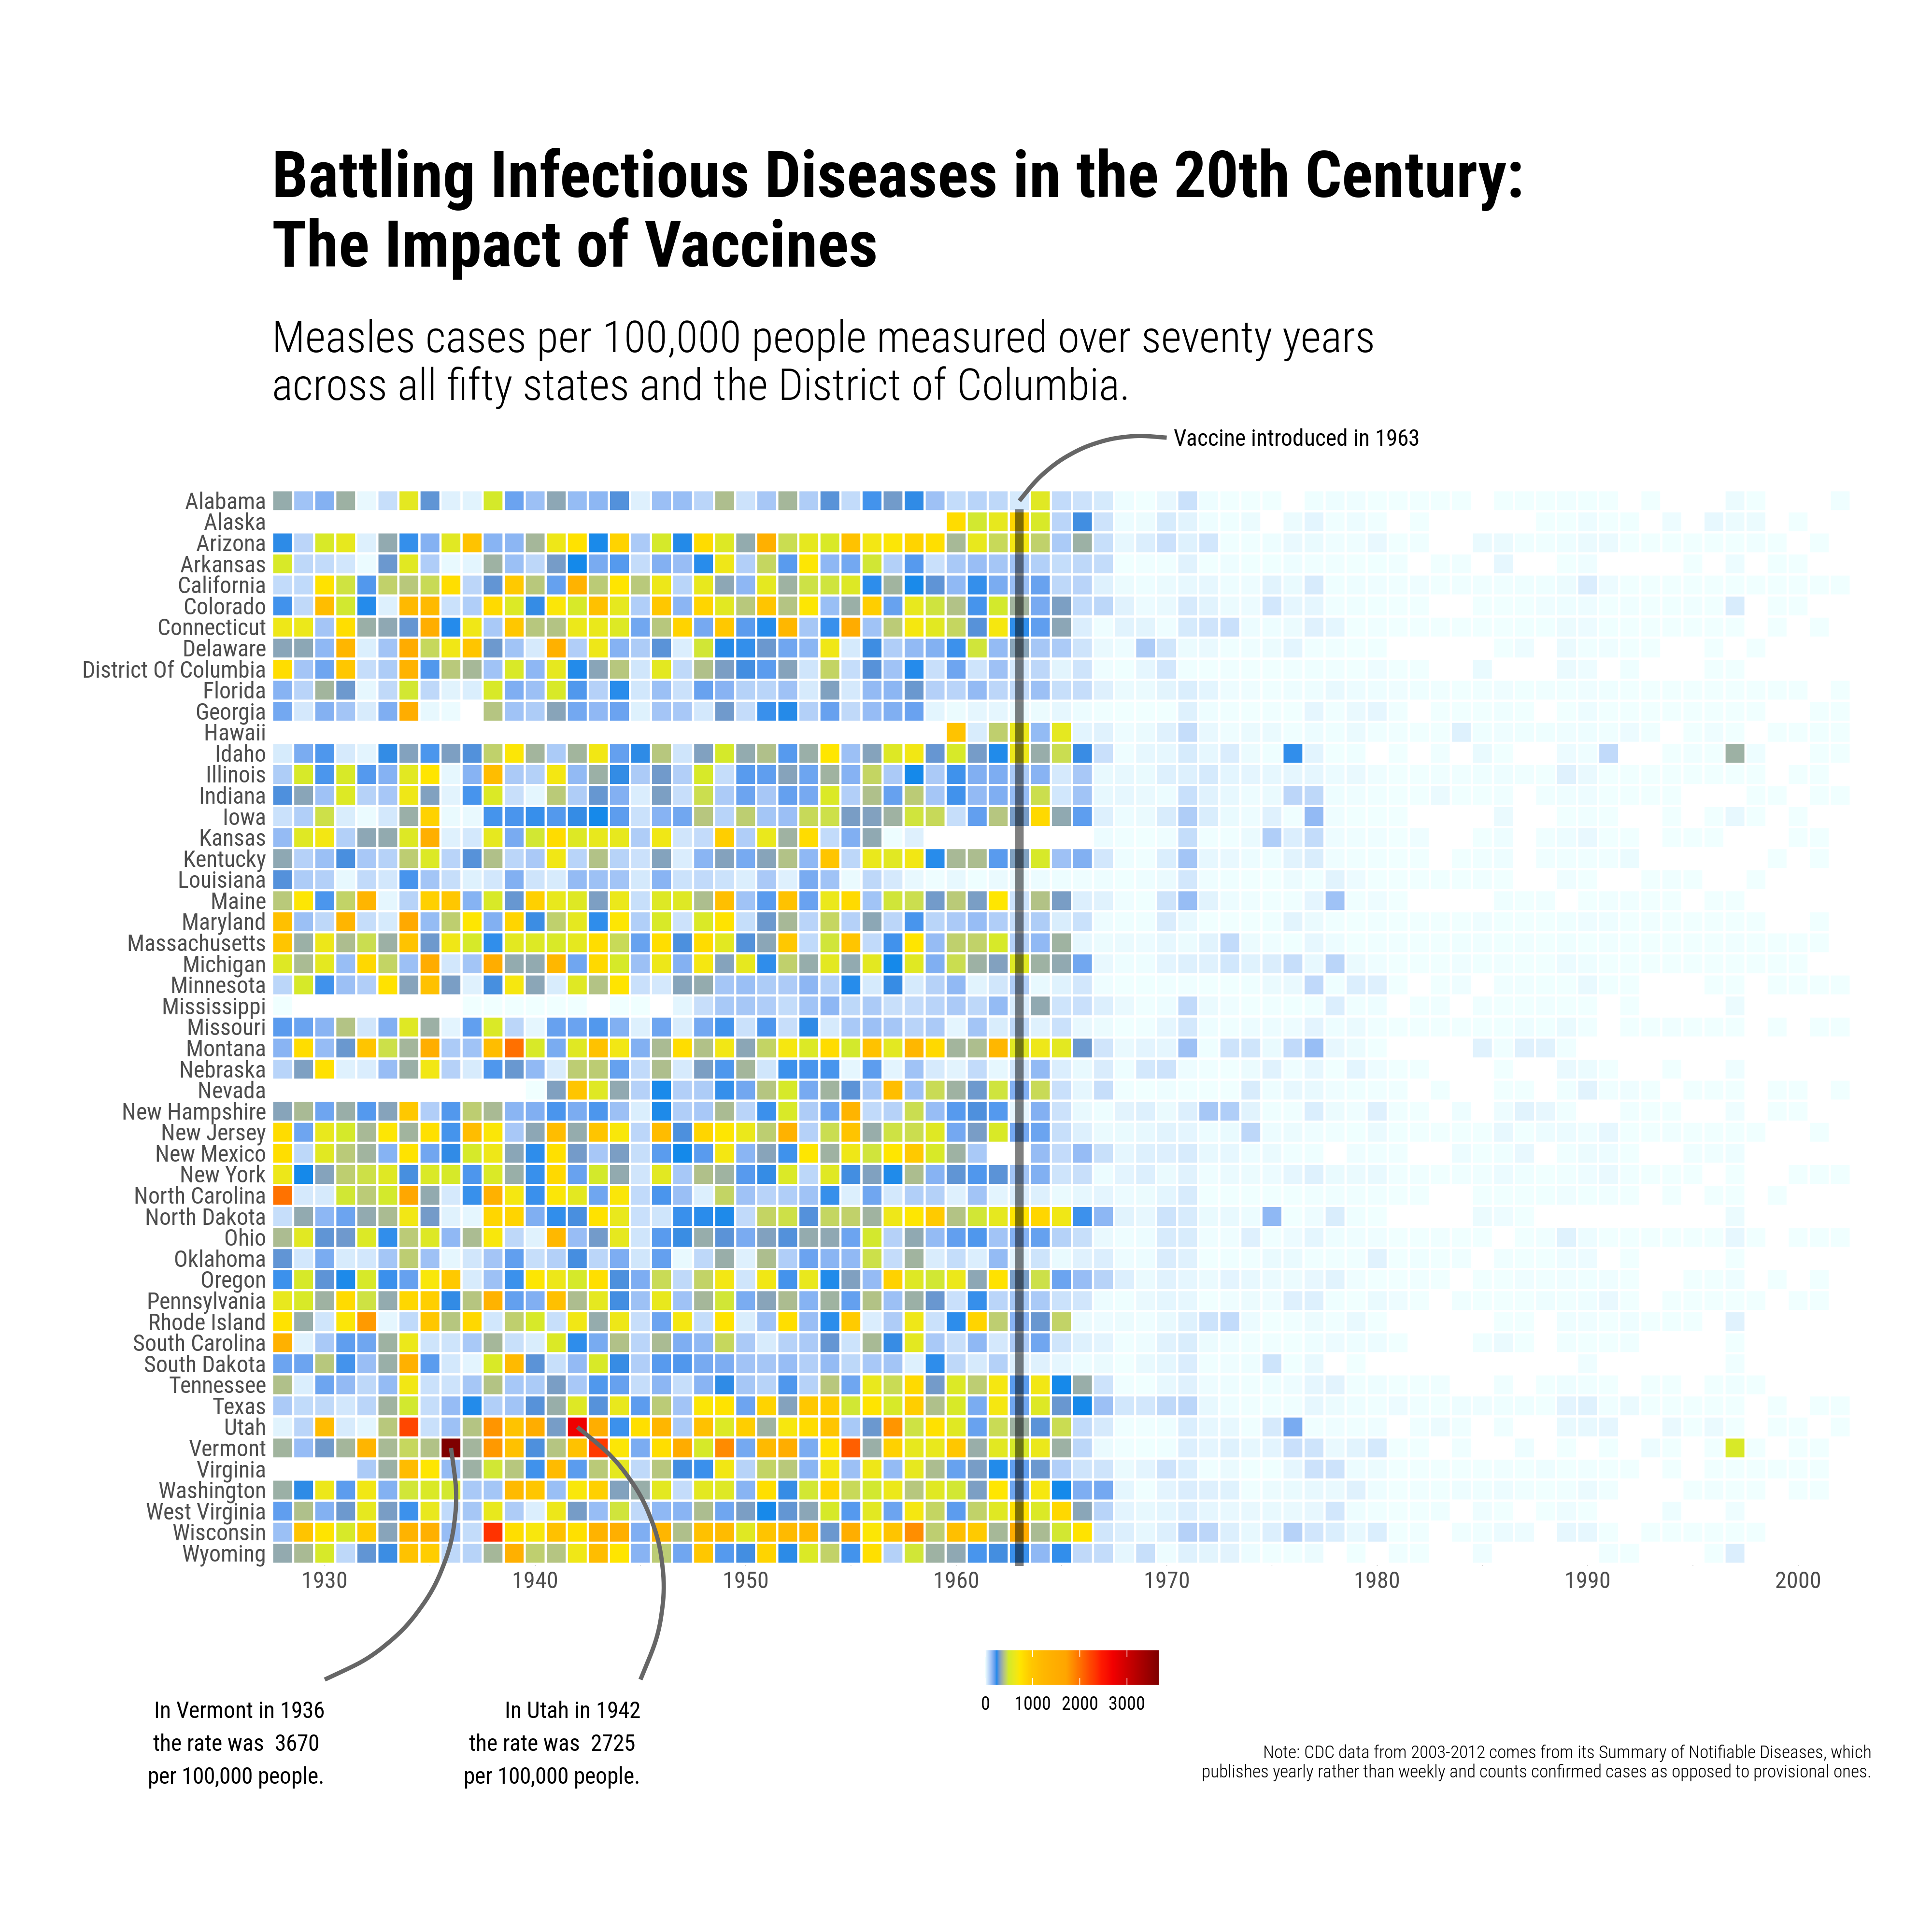 Battling Infectious Diseases in the 20th Century:
The Impact of Vaccines
Measles cases per 100,000 people measured over seventy years
across all fifty states and the District of Columbia.
Vaccine introduced in 1963
Alabama
Alaska
Arizona
Arkansas
California
Colorado
Connecticut
Delaware
District Of Columbia
Florida
Georgia
Hawaii
Idaho
Illinois
Indiana
Iowa
Kansas
Kentucky
Louisiana
Maine
Maryland
Massachusetts
Michigan
Minnesota
Mississippi
Missouri
Montana
Nebraska
Nevada
New Hampshire
New Jersey
New Mexico
New York
North Carolina
North Dakota
Ohio
Oklahoma
Oregon
Pennsylvania
Rhode Island
South Carolina
South Dakota
Tennessee
Texas
Utah
Vermont
Virginia
Washington
West Virginia
Wisconsin
Wyoming
1930 1940 1950 1960 1970 1980 1990 2000
0 1000 2000 3000
In Vermont in 1936
the rate was 3670
per 100,000 people.
In Utah in 1942
the rate was 2725
per 100,000 people.
Note: CDC data from 2003-2012 comes from its Summary of Notifiable Diseases, which
publishes yearly rather than weekly and counts confirmed cases as opposed to provisional ones.